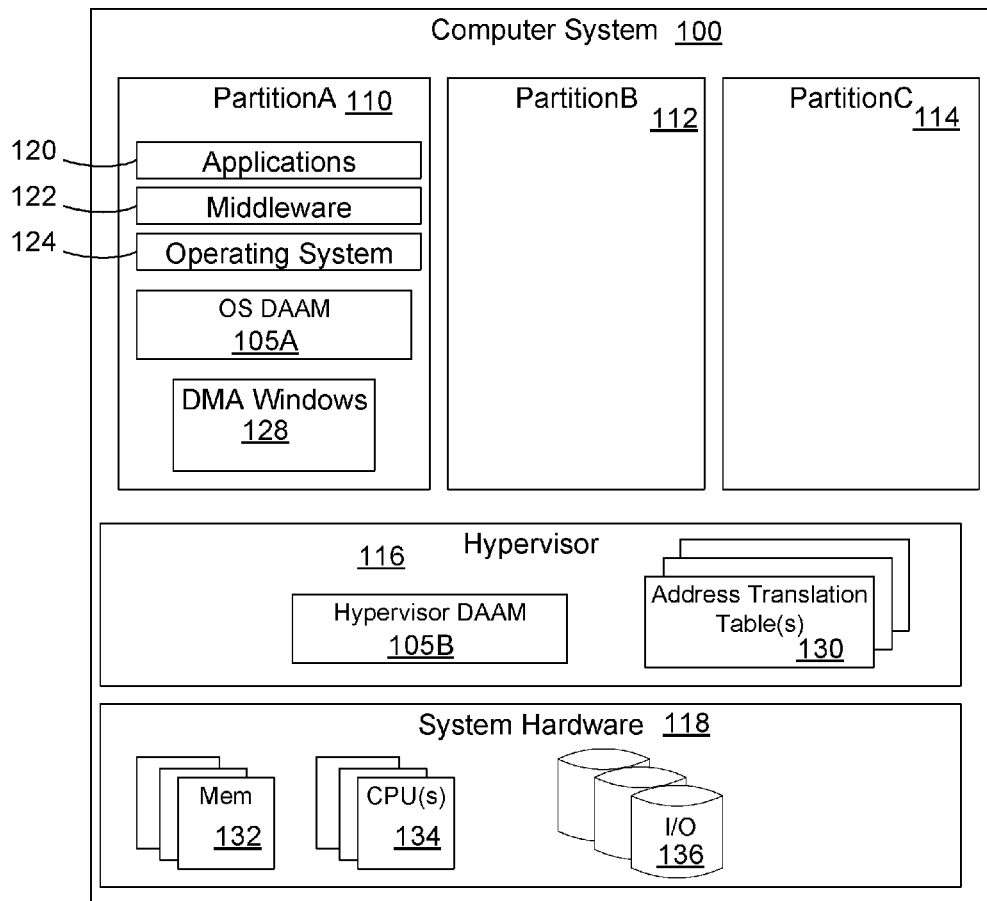 Computer System 100
PartitionA 110
PartitionB
112
PartitionC
114
120
Applications
122
Middleware
124
Operating System
OS DAAM
105A
DMA Windows
128
Hypervisor
116
Hypervisor DAAM
105B
Address Translation
Table(s)
130
System Hardware 118
Mem
132
CPU(s)
134
I/O
136